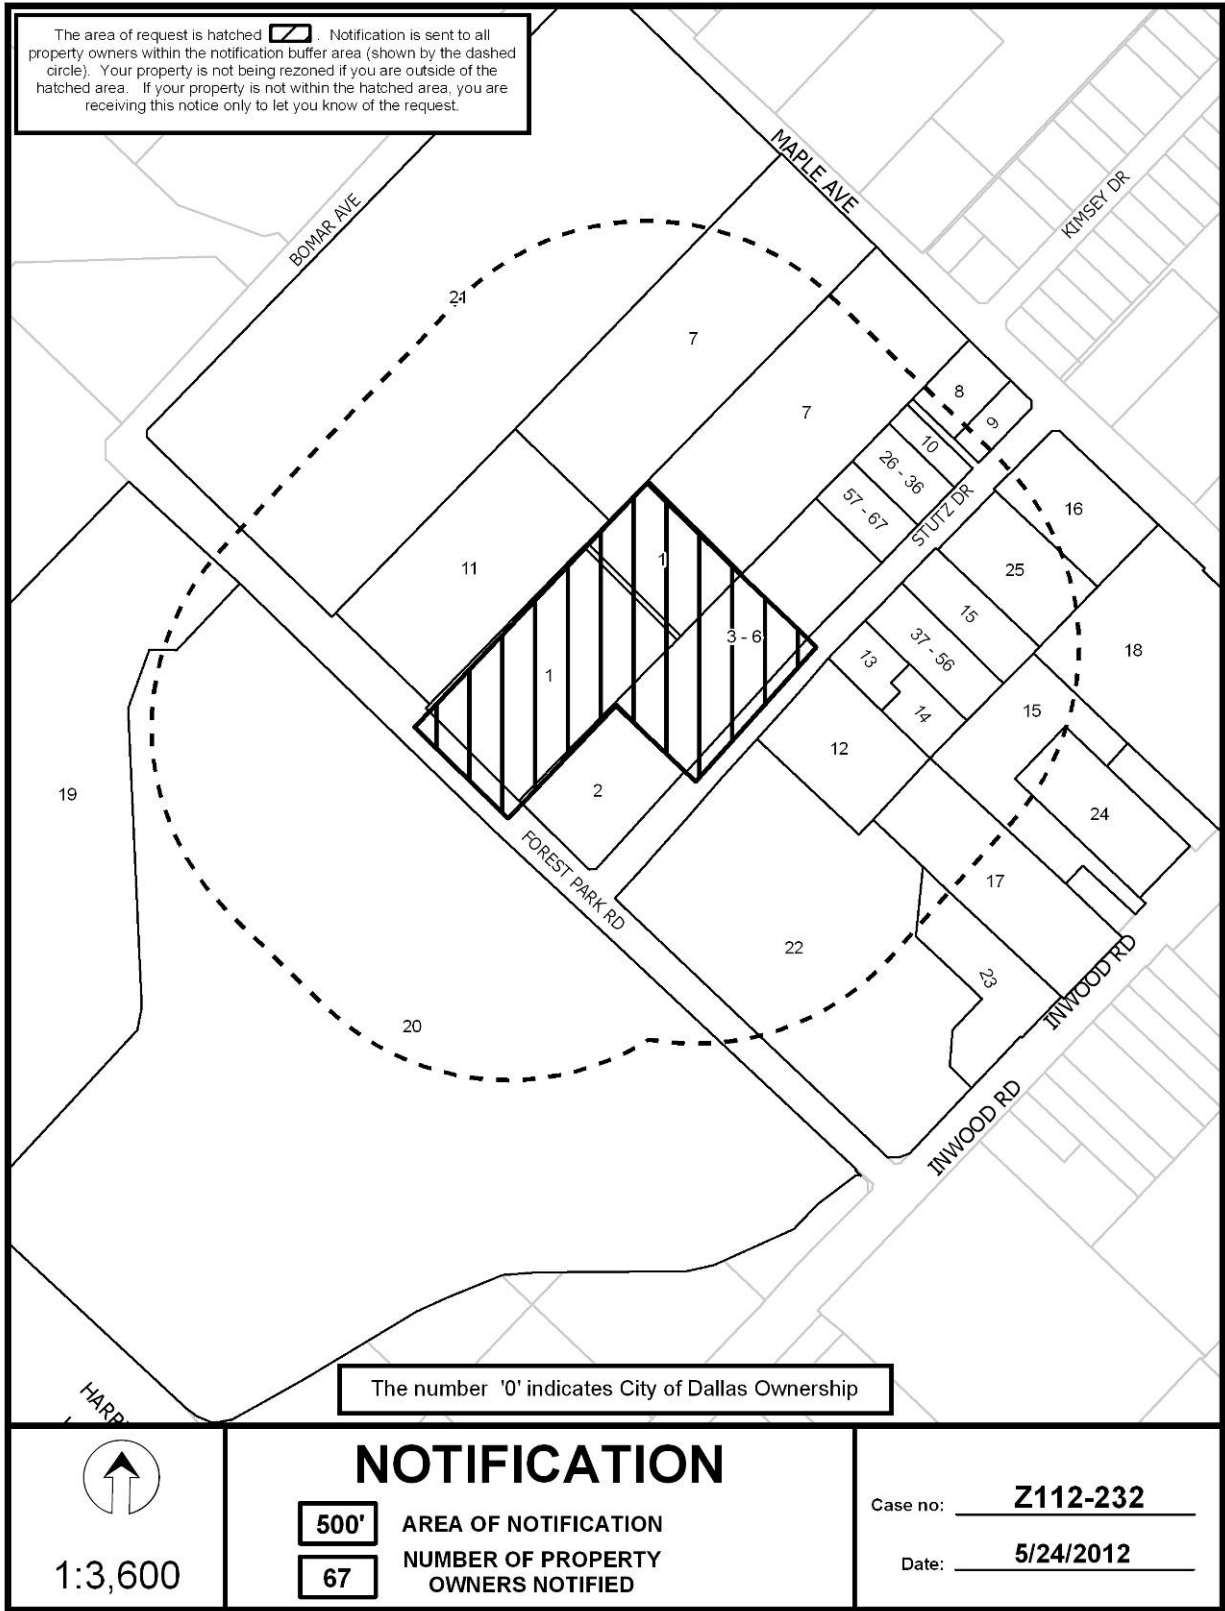 The area of request is hatched . Notification is sent to all
property owners within the notification buffer area (shown by the dashed
circle). Your property is not being rezoned if you are outside of the
hatched area. If your property is not within the hatched area, you are
receiving this notice only to let you know of the request.
MAPLE AVE
KIMSEY DR
BOMAR AVE
21
7
7
8
9
10
26 - 36
57 - 67
STUTZ DR
16
11
1
25
15
3 - 6
37 - 56
18
13
1
14
15
12
2
19
24
FOREST PARK RD
17
22
23
INWOOD RD
20
INWOOD RD
The number '0' indicates City of Dallas Ownership
NOTIFICATION
500' AREA OF NOTIFICATION
67 NUMBER OF PROPERTY
OWNERS NOTIFIED
1:3,600
Case no: Z112-232
Date: 5/24/2012